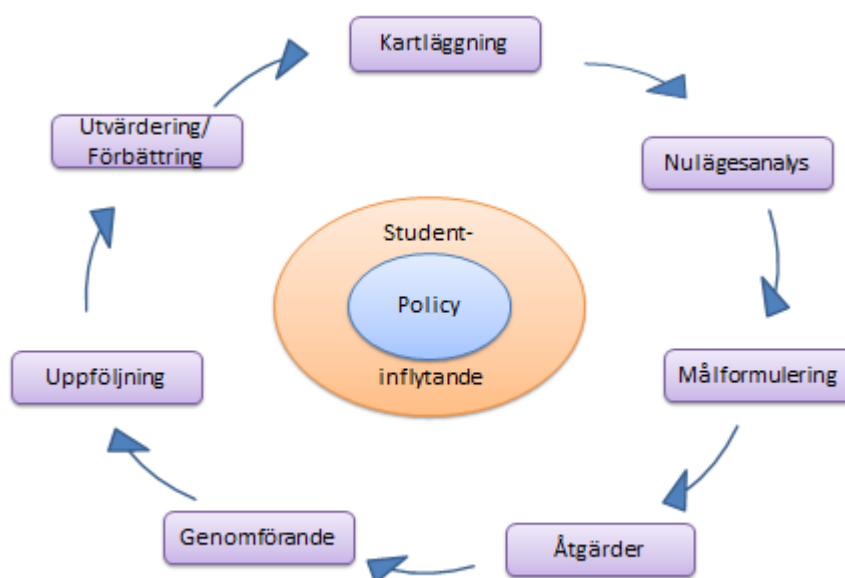 Kartläggning
Nulägesanalys
Målformulering
Åtgärder
Genomförande
Uppföljning
Utvärdering/
Förbättring
Student-
Policy
inflytande